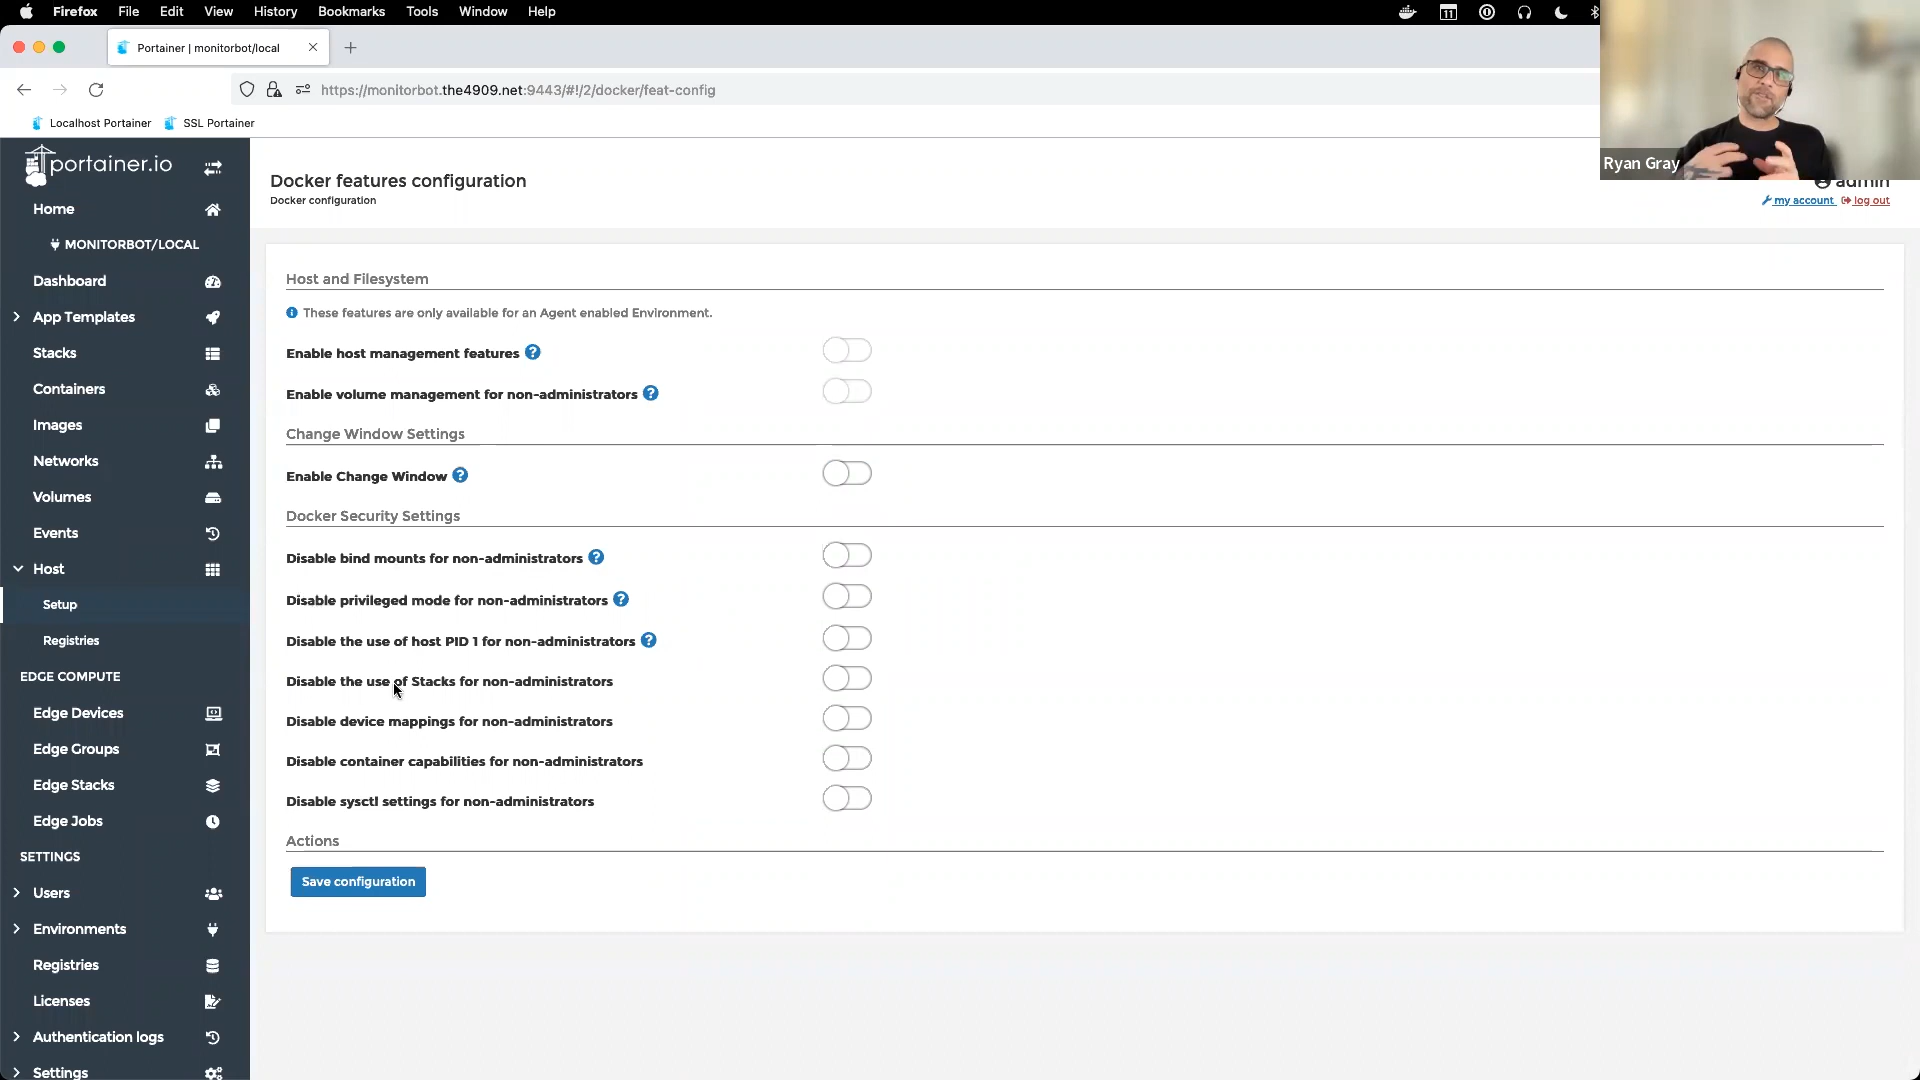 Firefox File Edit View History Bookmarks Tools Window Help
11
Portainer | monitorbot/local
https://monitorbot.the4909.net:9443/#!/2/docker/feat-config
Localhost Portainer SSL Portainer
Ryan Gray
portainer.io
Home
MONITORBOT/LOCAL
Dashboard
App Templates
Stacks
Containers
Images
Networks
Volumes
Events
Host
Setup
Registries
EDGE COMPUTE
Edge Devices
Edge Groups
Edge Stacks
Edge Jobs
SETTINGS
Users
Environments
Registries
Licenses
Authentication logs
Settings
Docker features configuration
Docker configuration
admin
my account log out
Host and Filesystem
These features are only available for an Agent enabled Environment.
Enable host management features
Enable volume management for non-administrators
Change Window Settings
Enable Change Window
Docker Security Settings
Disable bind mounts for non-administrators
Disable privileged mode for non-administrators
Disable the use of host PID 1 for non-administrators
Disable the use of Stacks for non-administrators
Disable device mappings for non-administrators
Disable container capabilities for non-administrators
Disable sysctl settings for non-administrators
Actions
Save configuration